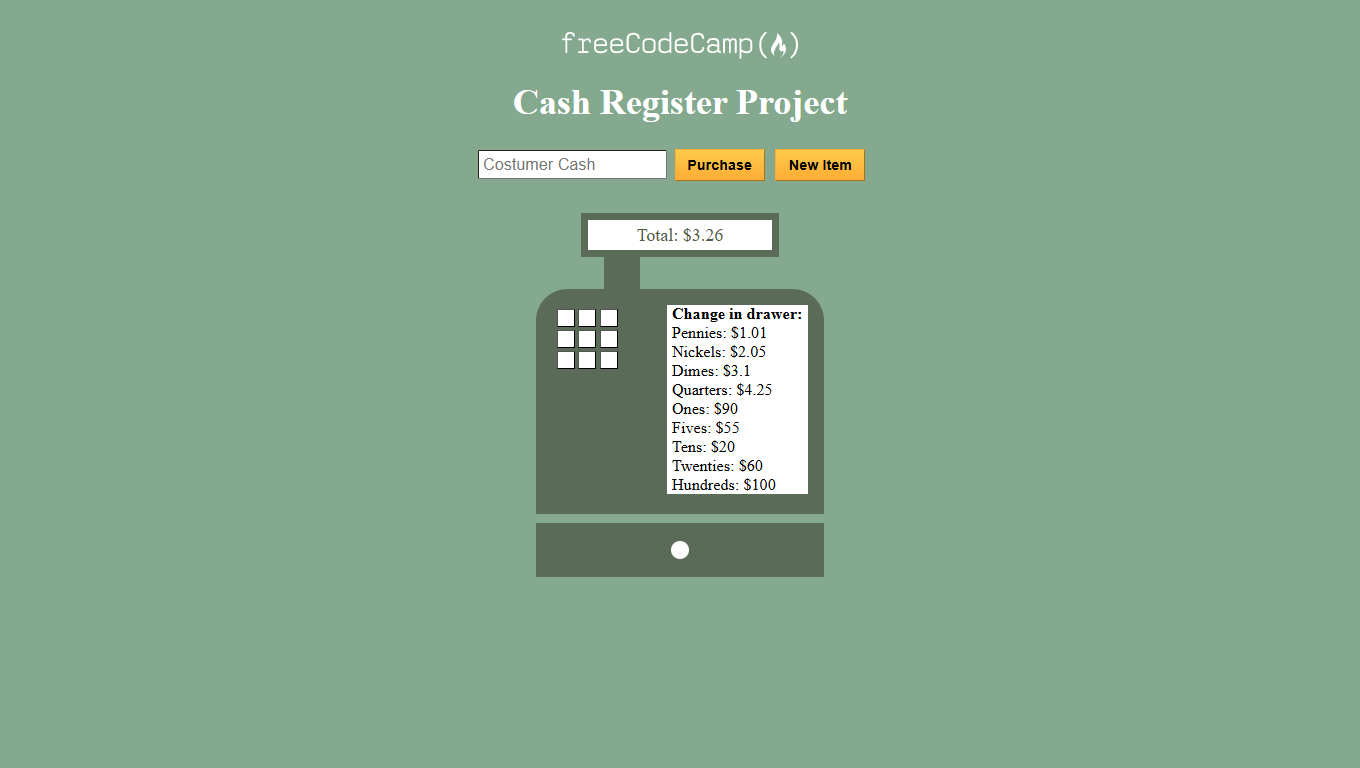 freeCodeCamp
Cash Register Project
Costumer Cash
Purchase
New Item
Total: $3.26
Change in drawer:
Pennies: $1.01
Nickels: $2.05
Dimes: $3.1
Quarters: $4.25
Ones: $90
Fives: $55
Tens: $20
Twenties: $60
Hundreds: $100